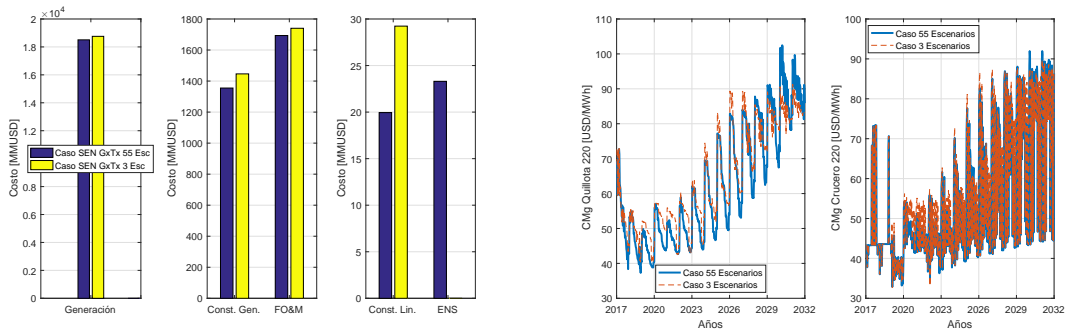 ×10⁴
2
1.8
1.6
1.4
1.2
1
0.8
0.6
0.4
0.2
0
Costo [MMUSD]
Generación
Caso SEN GxTx 55 Esc
Caso SEN GxTx 3 Esc
1800
1600
1400
1200
1000
800
600
400
200
0
Costo [MMUSD]
Const. Gen.
FO&M
30
25
20
15
10
5
0
Costo [MMUSD]
Const. Lin.
ENS
110
100
90
80
70
60
50
40
30
CMg Quillota 220 [USD/MWh]
Caso 55 Escenarios
Caso 3 Escenarios
2017 2020 2023 2026 2029 2032
Años
100
90
80
70
60
50
40
30
CMg Crucero 220 [USD/MWh]
Caso 55 Escenarios
Caso 3 Escenarios
2017 2020 2023 2026 2029 2032
Años